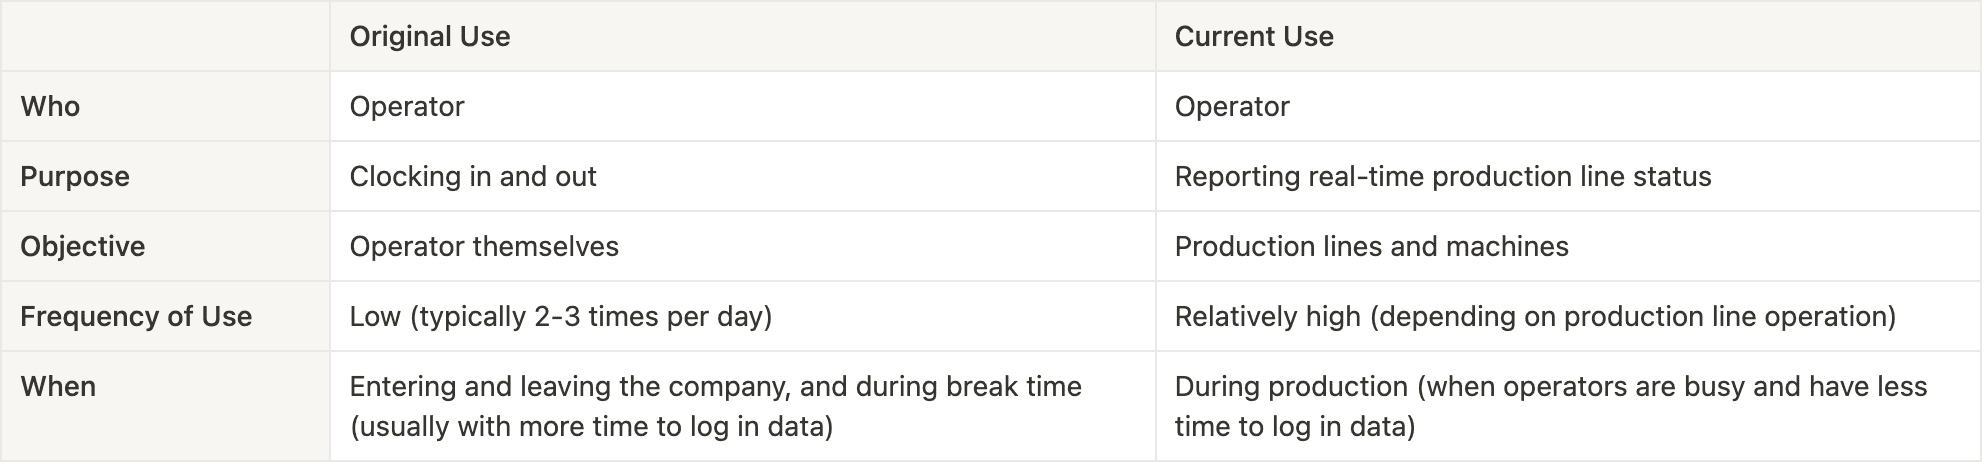 Original Use
Current Use
Who
Operator
Operator
Purpose
Clocking in and out
Reporting real-time production line status
Objective
Operator themselves
Production lines and machines
Frequency of Use
Low (typically 2-3 times per day)
Relatively high (depending on production line operation)
When
Entering and leaving the company, and during break time
(usually with more time to log in data)
During production (when operators are busy and have less
time to log in data)